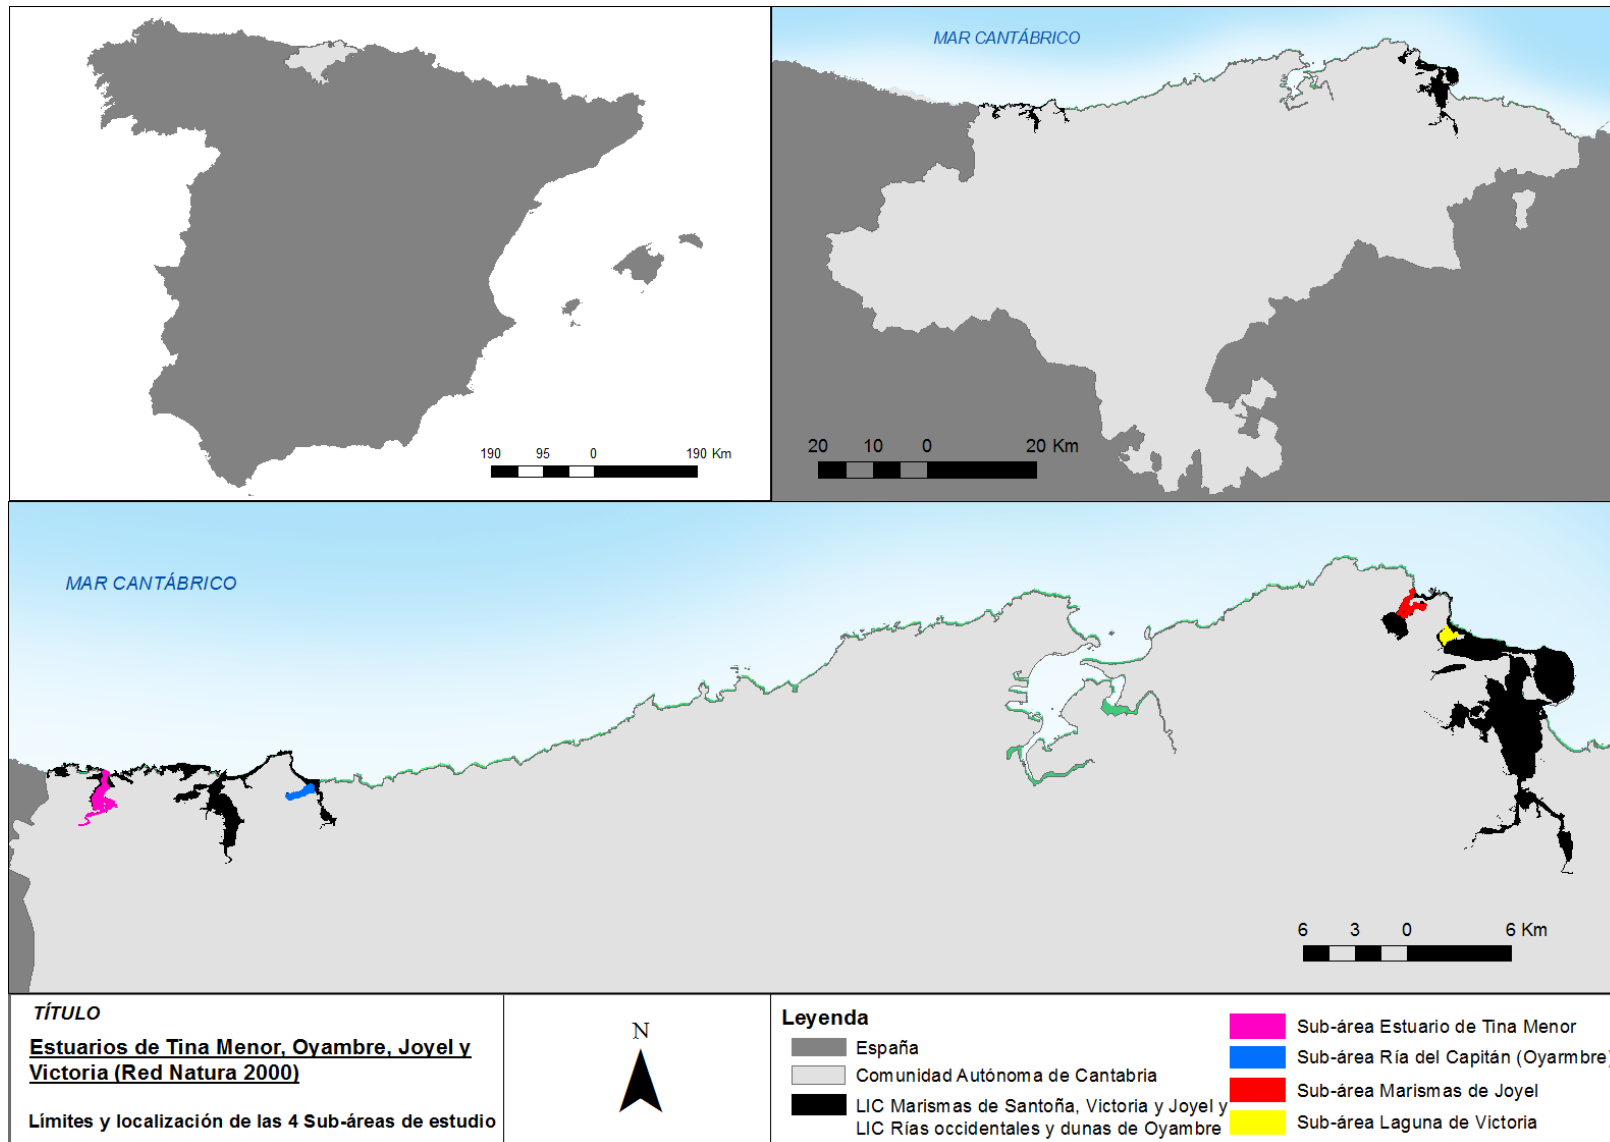 MAR CANTÁBRICO
190 95 0 190 Km
20 10 0 20 Km
MAR CANTÁBRICO
6 3 0 6 Km
TÍTULO
Estuarios de Tina Menor, Oyambre, Joyel y
Victoria (Red Natura 2000)
Límites y localización de las 4 Sub-áreas de estudio
N
Leyenda
España
Comunidad Autónoma de Cantabria
LIC Marismas de Santoña, Victoria y Joyel y
LIC Rías occidentales y dunas de Oyambre
Sub-área Estuario de Tina Menor
Sub-área Ría del Capitán (Oyarmbre)
Sub-área Marismas de Joyel
Sub-área Laguna de Victoria